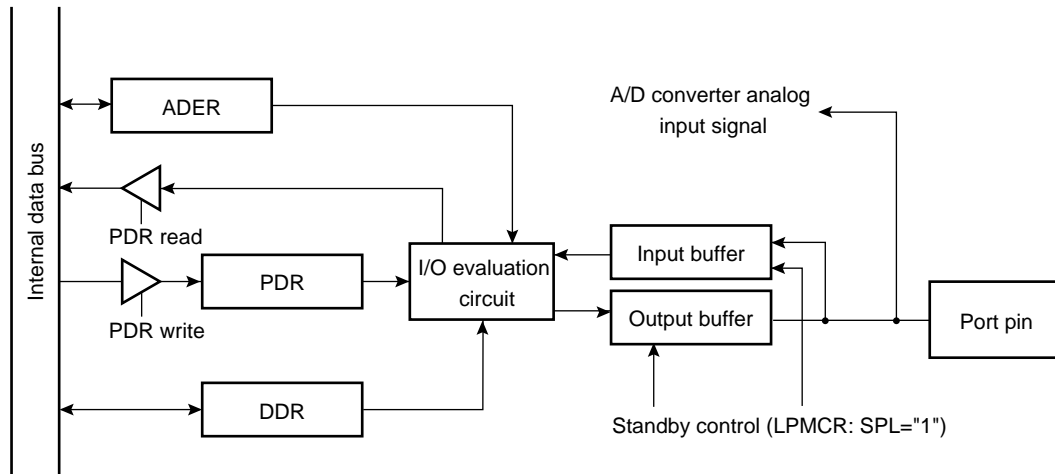 Internal data bus
ADER
A/D converter analog
input signal
PDR read
PDR
PDR write
I/O evaluation
circuit
Input buffer
Output buffer
Port pin
DDR
Standby control (LPMCR: SPL="1")